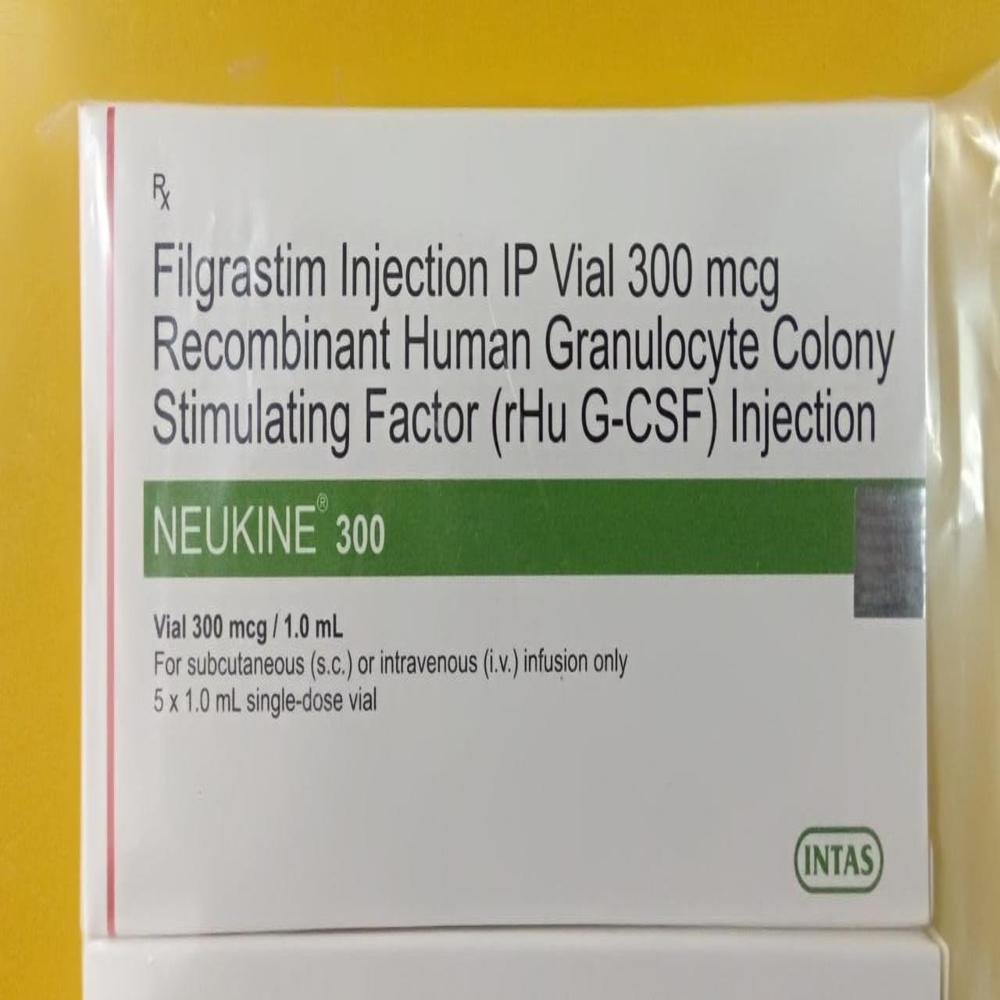 Rx
Filgrastim Injection IP Vial 300 mcg
Recombinant Human Granulocyte Colony
Stimulating Factor (rHu G-CSF) Injection
NEUKINE® 300
Vial 300 mcg / 1.0 mL
For subcutaneous (s.c.) or intravenous (i.v.) infusion only
5 x 1.0 mL single-dose vial
INTAS